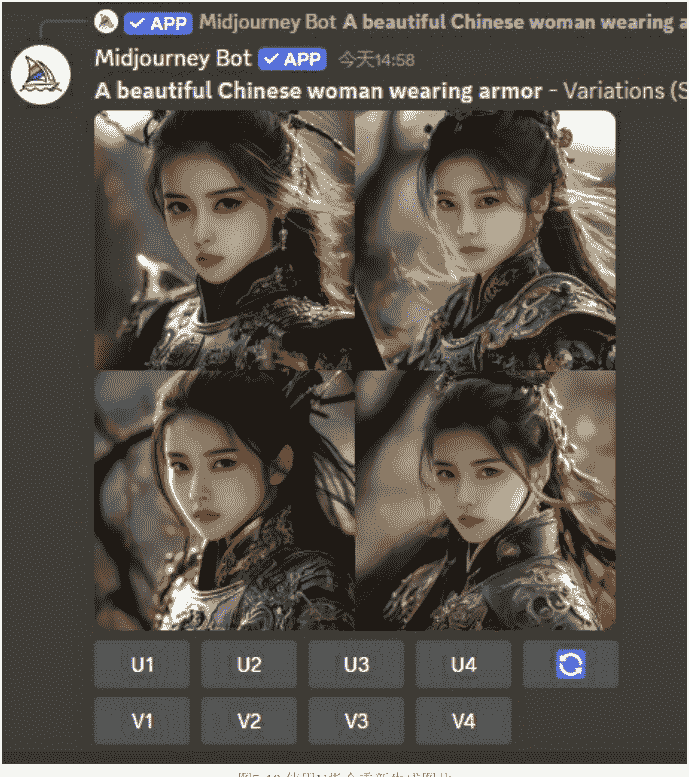 APP Midjourney Bot A beautiful Chinese woman wearing
Midjourney Bot APP 今天14:58
A beautiful Chinese woman wearing armor - Variations (S
U1 U2 U3 U4
V1 V2 V3 V4